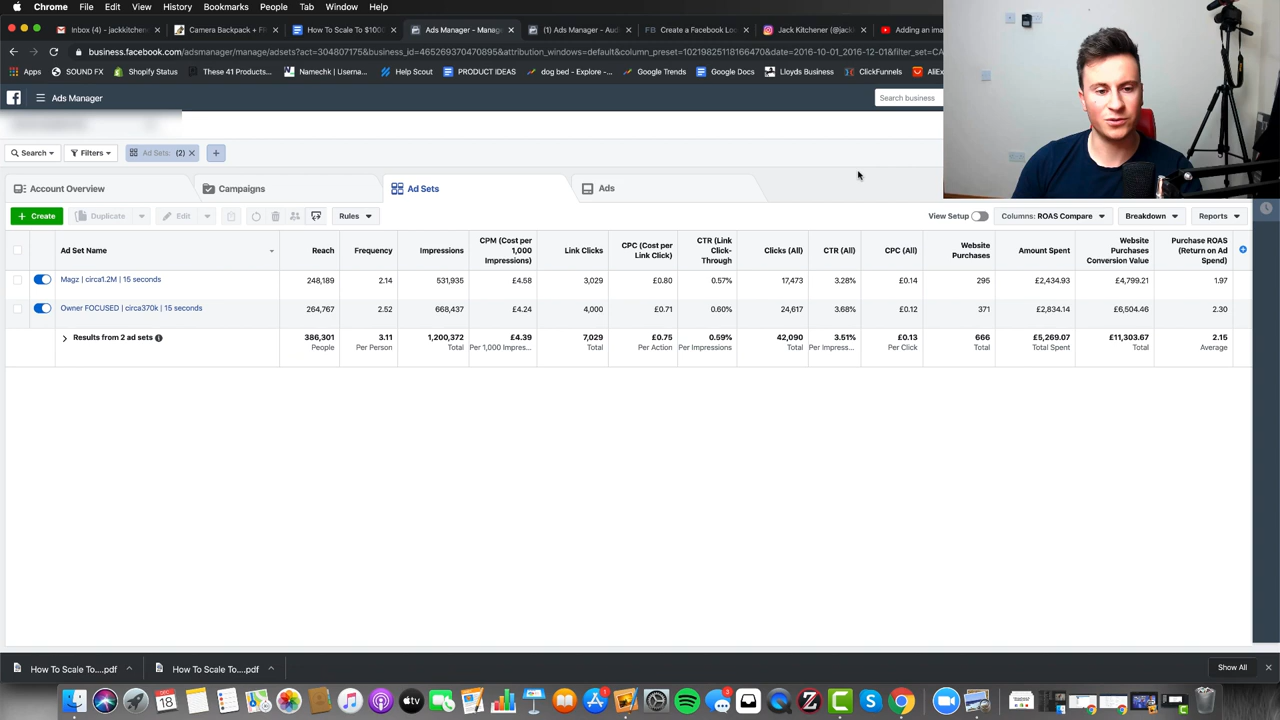 Chrome File Edit View History Bookmarks People Tab Window Help
Inbox (4) - jackkitchener
Camera Backpack + FREE
How To Scale To $1000
Ads Manager - Manag
(1) Ads Manager - Aud
Create a Facebook Loo
Jack Kitchener (@jack
Adding an ima
business.facebook.com/adsmanager/manage/adsets?act=304807175&business_id=465269370470895&attribution_windows=default&column_preset=10219825118166470&date=2016-10-01_2016-12-01&filter_set=CA
Apps SOUND FX Shopify Status These 41 Products... Namechk | Userna... Help Scout PRODUCT IDEAS dog bed - Explore -... Google Trends Google Docs Lloyds Business ClickFunnels AliEx
Ads Manager Search business
Search Filters Ad Sets: (2)
Account Overview Campaigns Ad Sets Ads
Create Duplicate Edit Rules View Setup Columns: ROAS Compare Breakdown Reports
Ad Set Name Reach Frequency Impressions CPM (Cost per 1,000 Impressions) Link Clicks CPC (Cost per Link Click) CTR (Link Click-Through) Clicks (All) CTR (All) CPC (All) Website Purchases Amount Spent Website Purchases Conversion Value Purchase ROAS (Return on Ad Spend)
Magz | circa1.2M | 15 seconds 248,189 2.14 531,935 £4.58 3,029 £0.80 0.57% 17,473 3.28% £0.14 295 £2,434.93 £4,799.21 1.97
Owner FOCUSED | circa370k | 15 seconds 264,767 2.52 668,437 £4.24 4,000 £0.71 0.60% 24,617 3.68% £0.12 371 £2,834.14 £6,504.46 2.30
Results from 2 ad sets 386,301 3.11 1,200,372 £4.39 7,029 £0.75 0.59% 42,090 3.51% £0.13 666 £5,269.07 £11,303.67 2.15
People Per Person Total Per 1,000 Impres... Total Per Action Per Impressions Total Per Impress... Per Click Total Total Spent Total Average
How To Scale To....pdf How To Scale To....pdf Show All